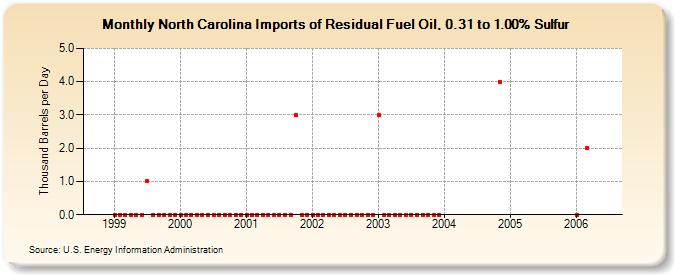 Monthly North Carolina Imports of Residual Fuel Oil, 0.31 to 1.00% Sulfur
Thousand Barrels per Day
5.0
4.0
3.0
2.0
1.0
0.0
1999 2000 2001 2002 2003 2004 2005 2006
Source: U.S. Energy Information Administration